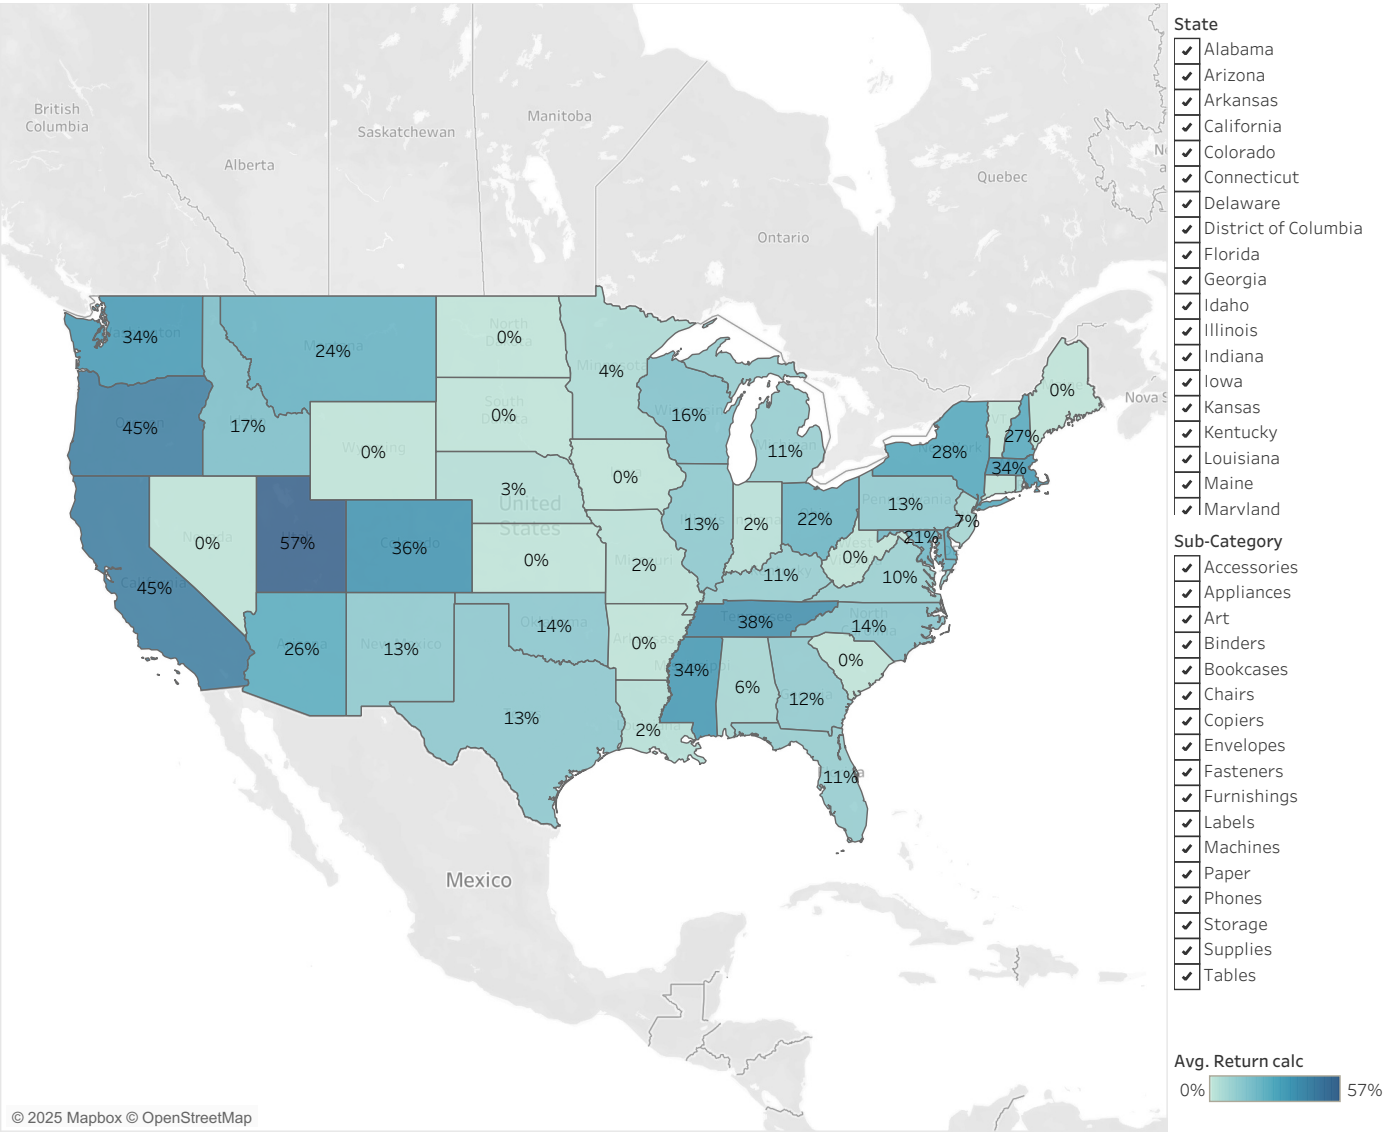 British
Columbia
Alberta
Saskatchewan
Manitoba
Ontario
Quebec
Nova S
United
States
Mexico
34%
24%
0%
4%
45%
17%
0%
0%
16%
11%
0%
27%
28%
34%
0%
3%
0%
57%
36%
0%
2%
13%
2%
22%
13%
7%
21%
45%
11%
0%
10%
26%
13%
14%
0%
38%
14%
34%
6%
12%
0%
13%
2%
11%
© 2025 Mapbox © OpenStreetMap
State
Alabama
Arizona
Arkansas
California
Colorado
Connecticut
Delaware
District of Columbia
Florida
Georgia
Idaho
Illinois
Indiana
Iowa
Kansas
Kentucky
Louisiana
Maine
Maryland
Sub-Category
Accessories
Appliances
Art
Binders
Bookcases
Chairs
Copiers
Envelopes
Fasteners
Furnishings
Labels
Machines
Paper
Phones
Storage
Supplies
Tables
Avg. Return calc
0% 57%